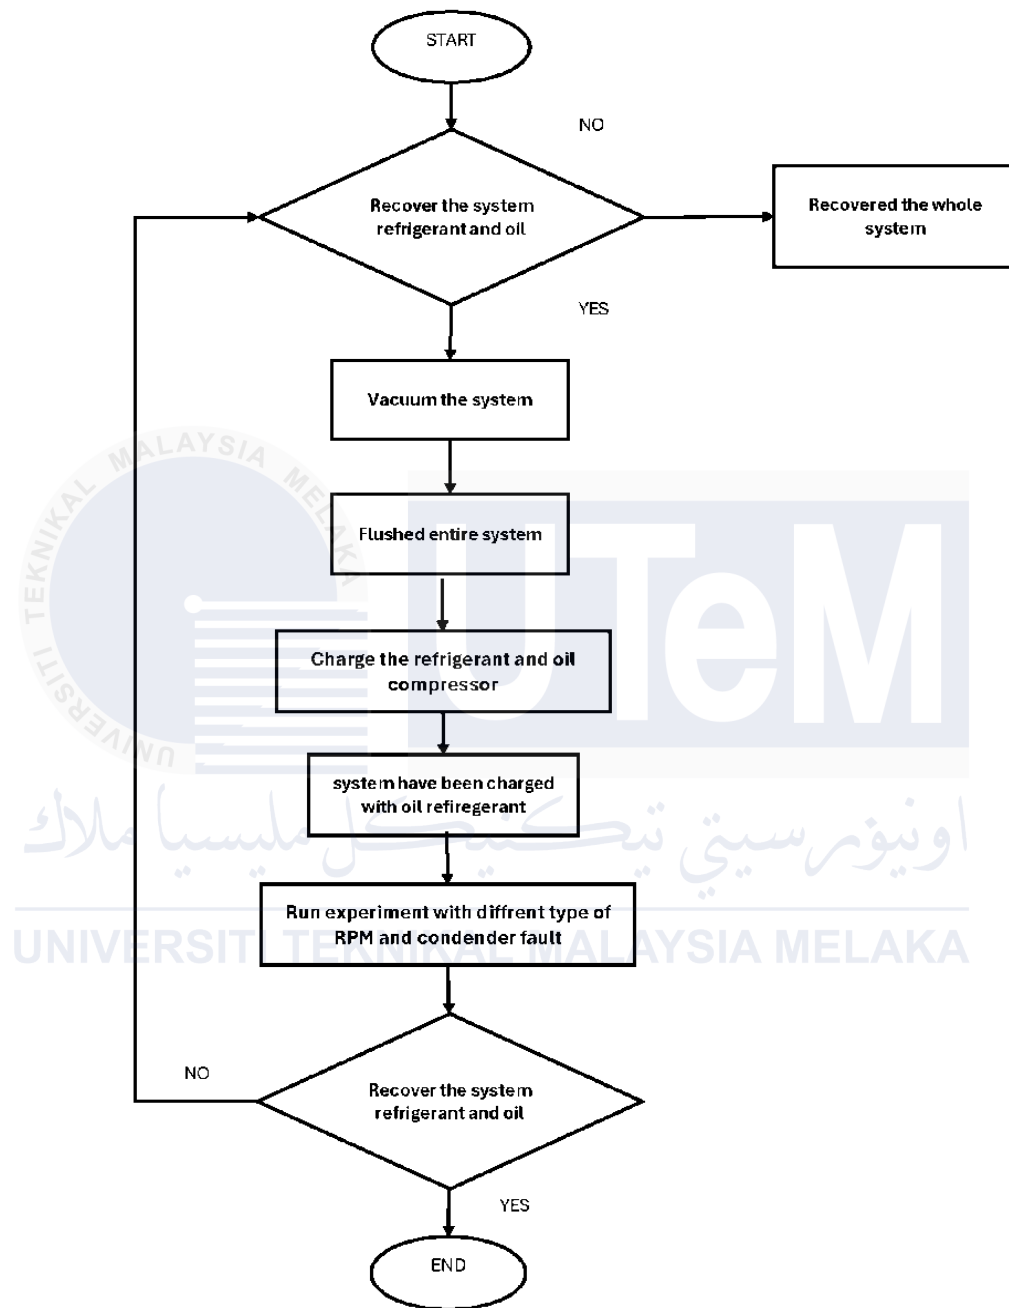 START
NO
Recover the system
refrigerant and oil
Recovered the whole
system
YES
Vacuum the system
Flushed entire system
Charge the refrigerant and oil
compressor
system have been charged
with oil refiregerant
Run experiment with diffrent type of
RPM and condender fault
NO
Recover the system
refrigerant and oil
YES
END
UNIVERSITI TEKNIKAL MALAYSIA MELAKA
UTeM
اونيۏرسيتي تيكنيكل مليسيا ملاك
UNIVERSITI TEKNIKAL MALAYSIA MELAKA